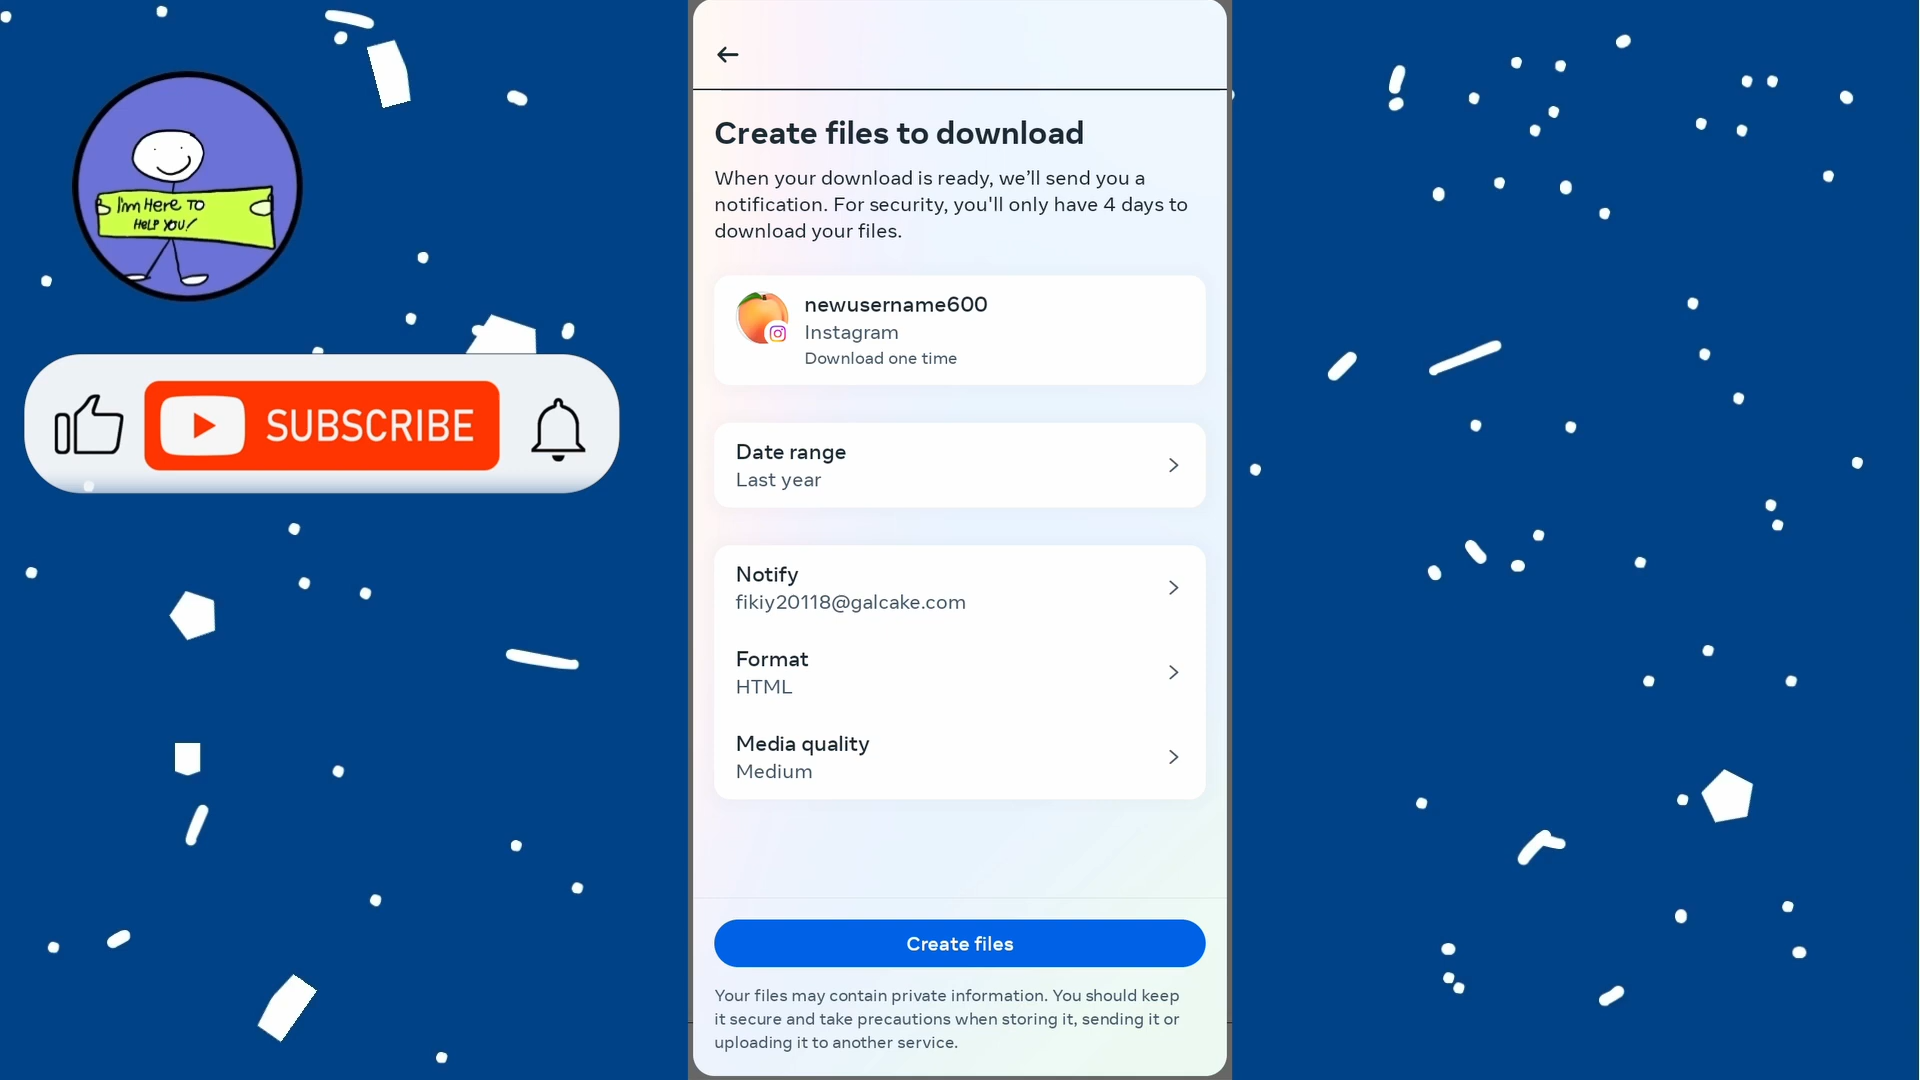 I'm HERE TO
HELP YOU!
SUBSCRIBE
Create files to download
When your download is ready, we’ll send you a
notification. For security, you'll only have 4 days to
download your files.
newusername600
Instagram
Download one time
Date range
Last year
Notify
fikiy20118@galcake.com
Format
HTML
Media quality
Medium
Create files
Your files may contain private information. You should keep
it secure and take precautions when storing it, sending it or
uploading it to another service.